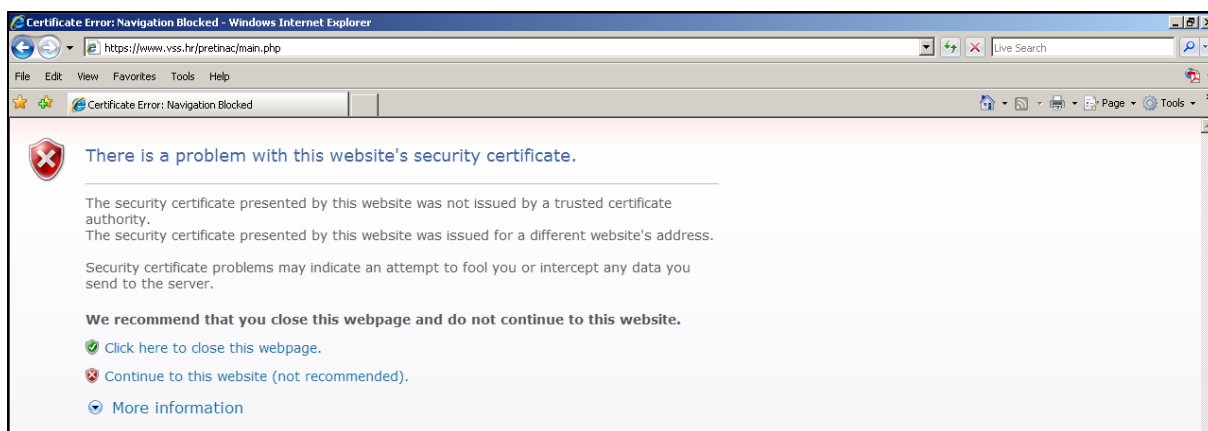 Certificate Error: Navigation Blocked - Windows Internet Explorer
https://www.vss.hr/pretinac/main.php
Live Search
File Edit View Favorites Tools Help
Certificate Error: Navigation Blocked
Page Tools
There is a problem with this website's security certificate.
The security certificate presented by this website was not issued by a trusted certificate
authority.
The security certificate presented by this website was issued for a different website's address.
Security certificate problems may indicate an attempt to fool you or intercept any data you
send to the server.
We recommend that you close this webpage and do not continue to this website.
Click here to close this webpage.
Continue to this website (not recommended).
More information